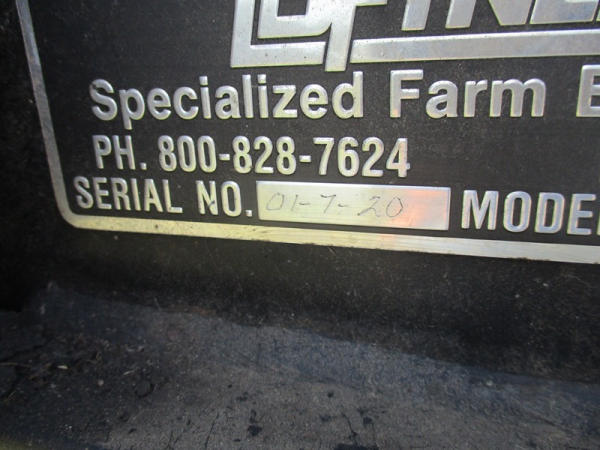 Specialized Farm
PH. 800-828-7624
SERIAL NO. 01-7-20 MODE